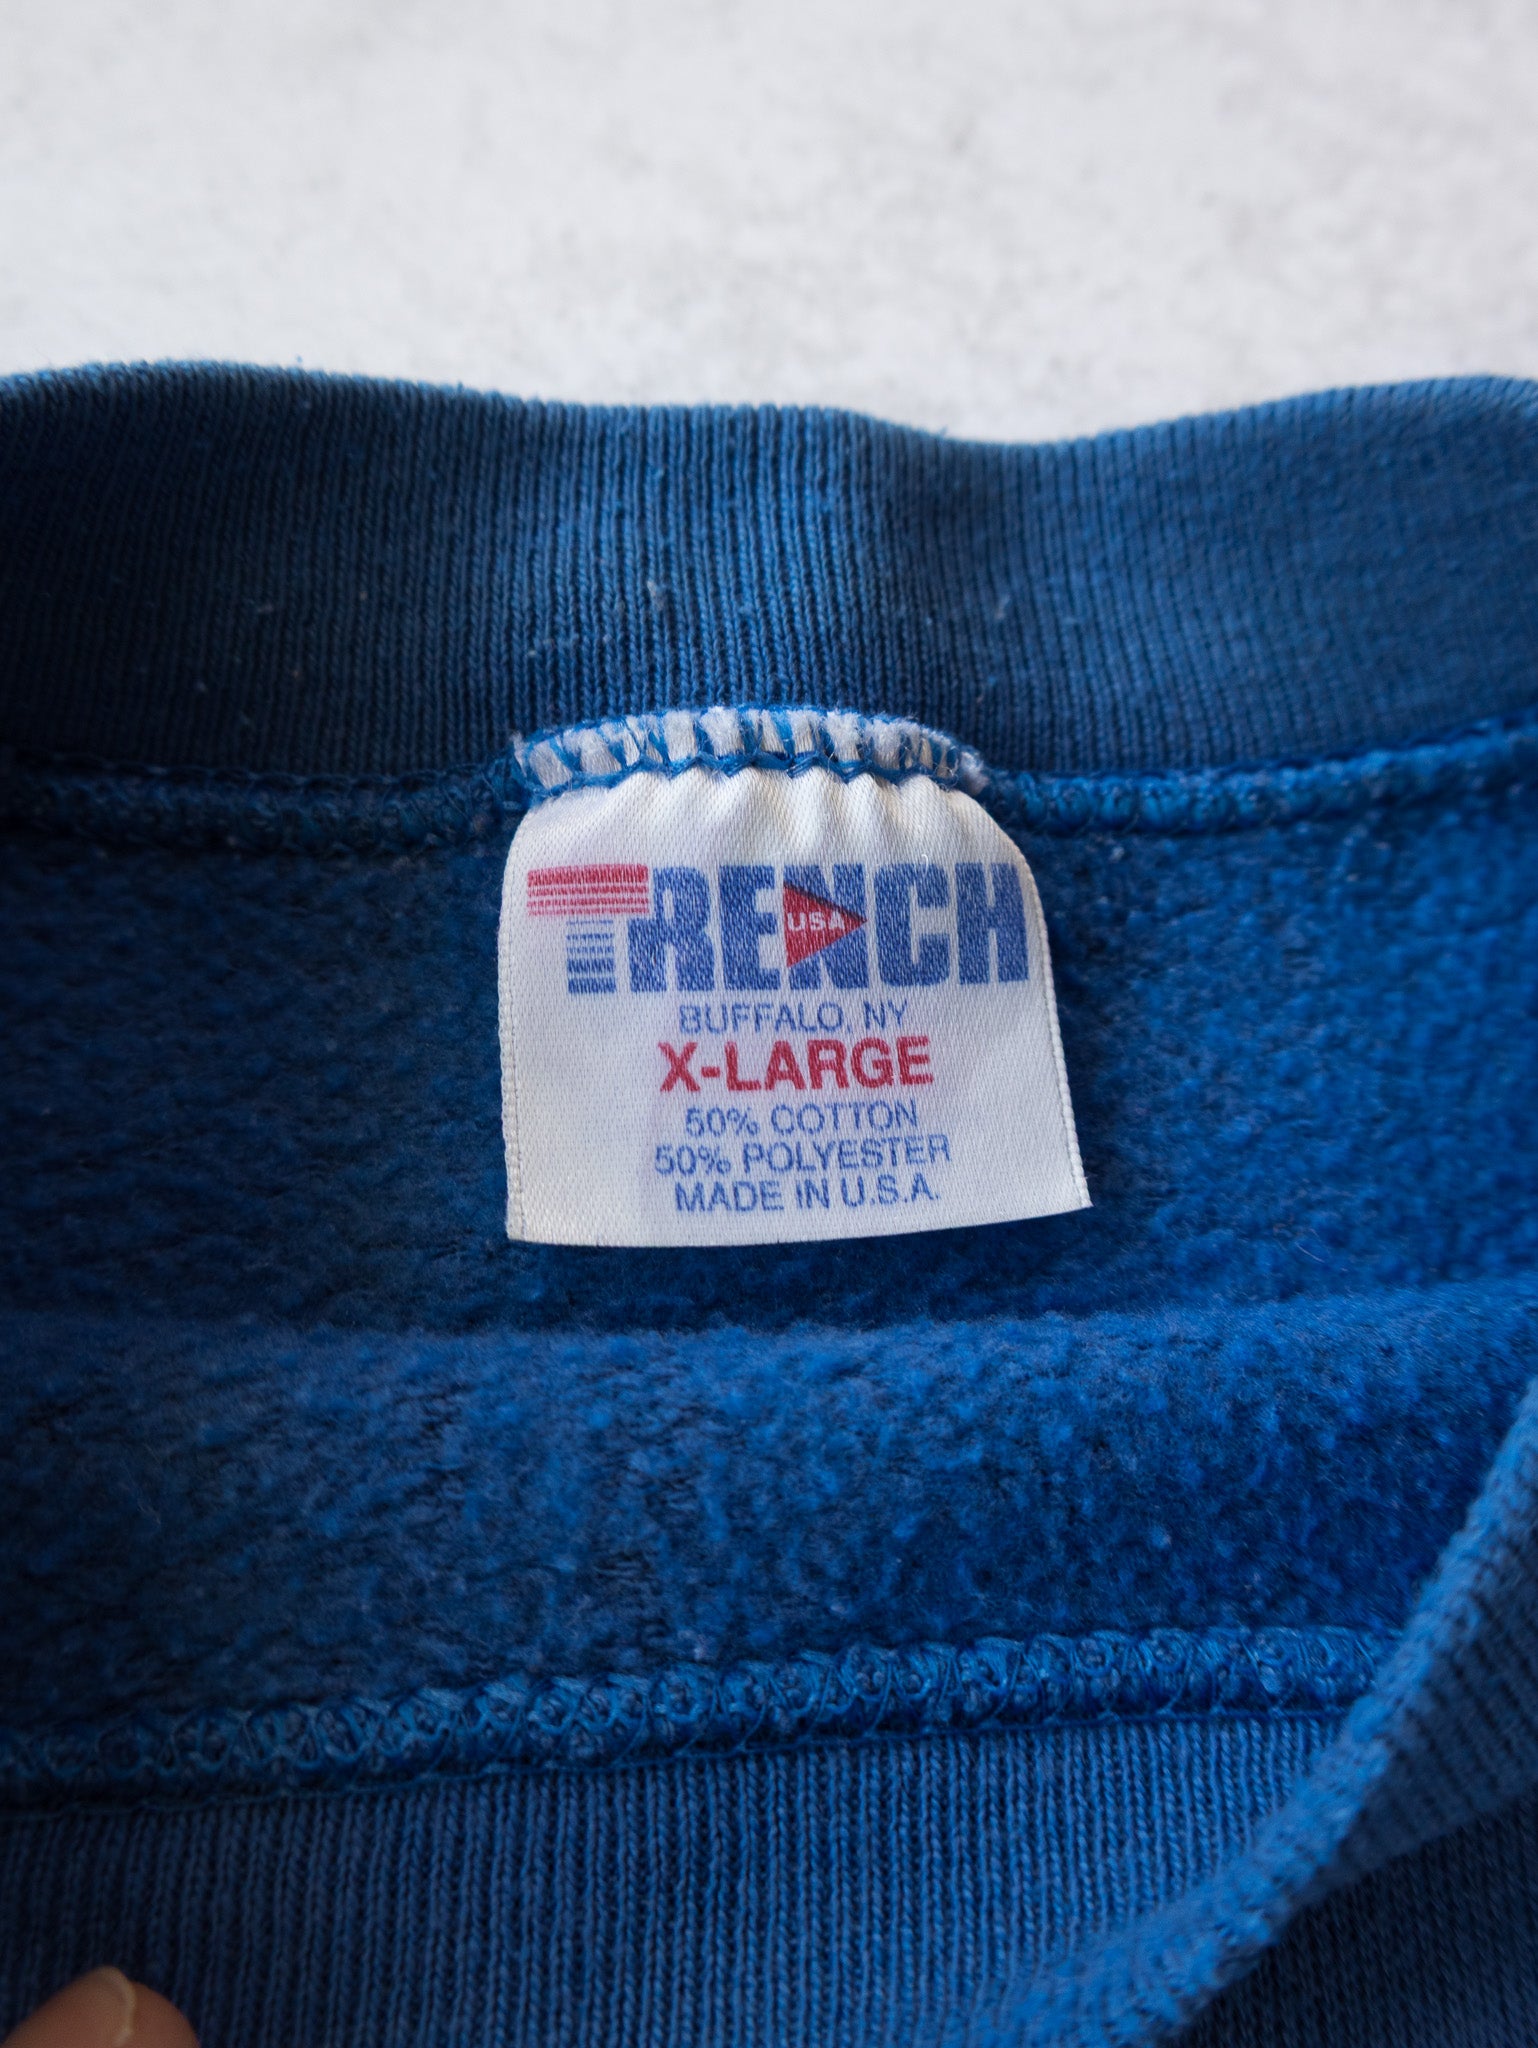 TRENCH
USA
BUFFALO, NY
X-LARGE
50% COTTON
50% POLYESTER
MADE IN U.S.A.